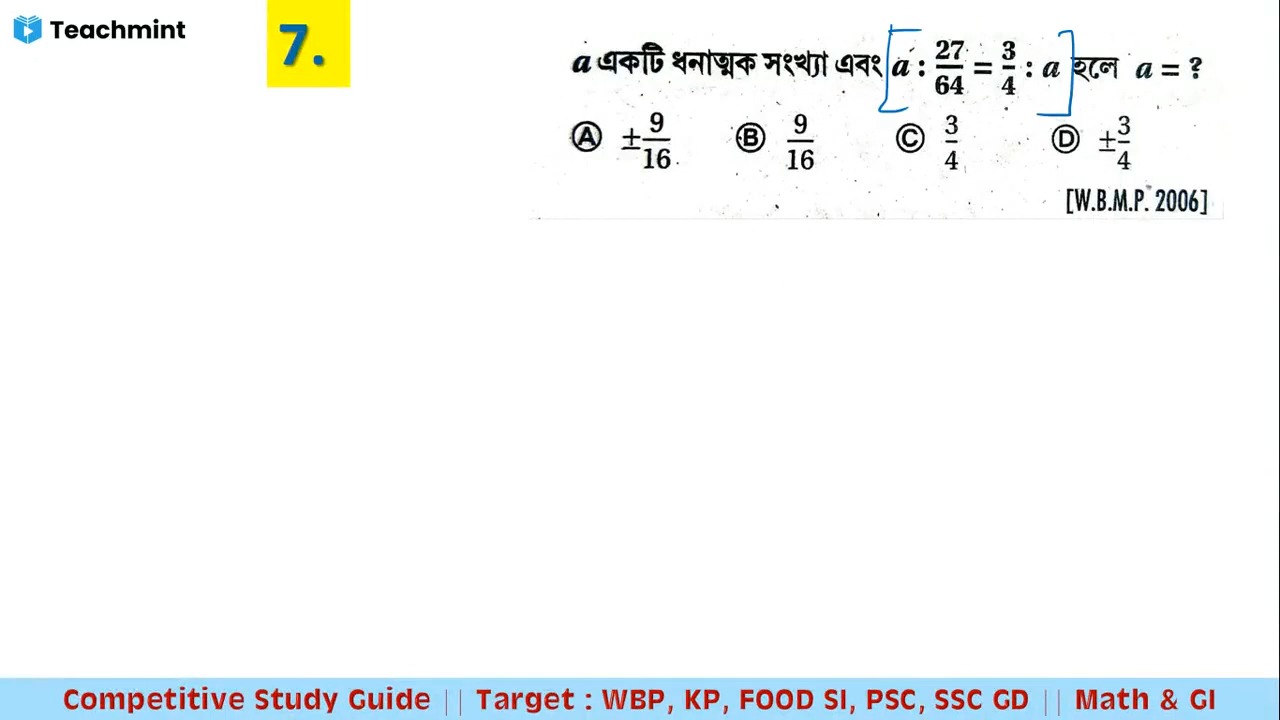 Teachmint
7.
a একটি ধনাত্মক সংখ্যা এবং [a : 27/64 = 3/4 : a] হলে a = ?
Ⓐ ±9/16 Ⓑ 9/16 Ⓒ 3/4 Ⓓ ±3/4
[W.B.M.P. 2006]
Competitive Study Guide || Target : WBP, KP, FOOD SI, PSC, SSC GD || Math & GI